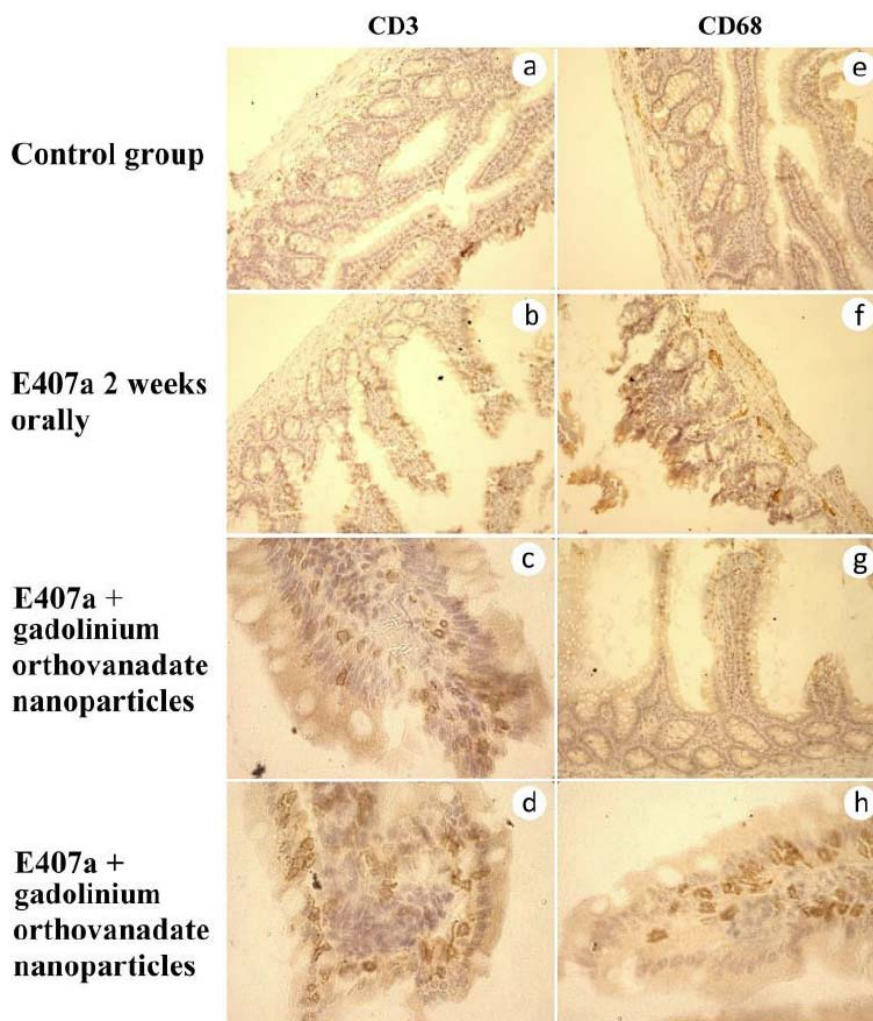 CD3
CD68
Control group
a
e
E407a 2 weeks
orally
b
f
E407a +
gadolinium
orthovanadate
nanoparticles
c
g
E407a +
gadolinium
orthovanadate
nanoparticles
d
h